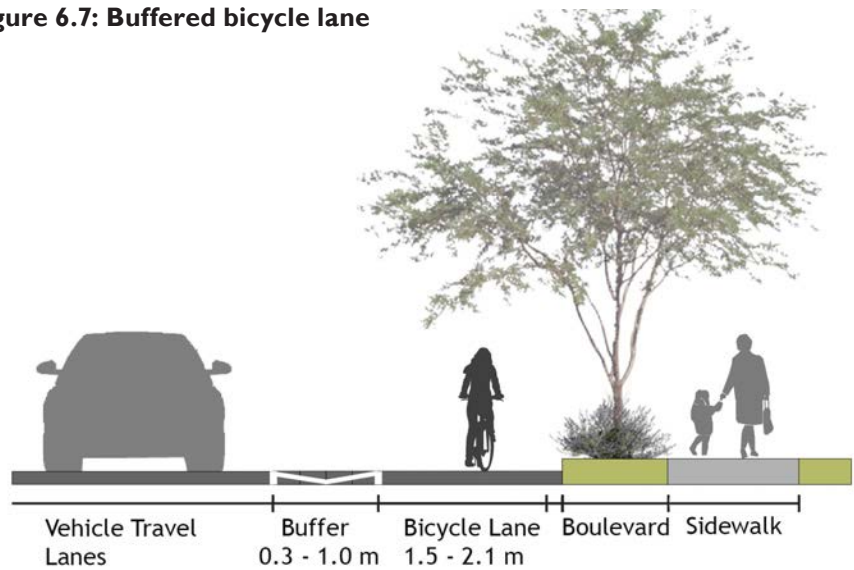 gure 6.7: Buffered bicycle lane
Vehicle Travel
Lanes
Buffer
0.3 - 1.0 m
Bicycle Lane
1.5 - 2.1 m
Boulevard
Sidewalk